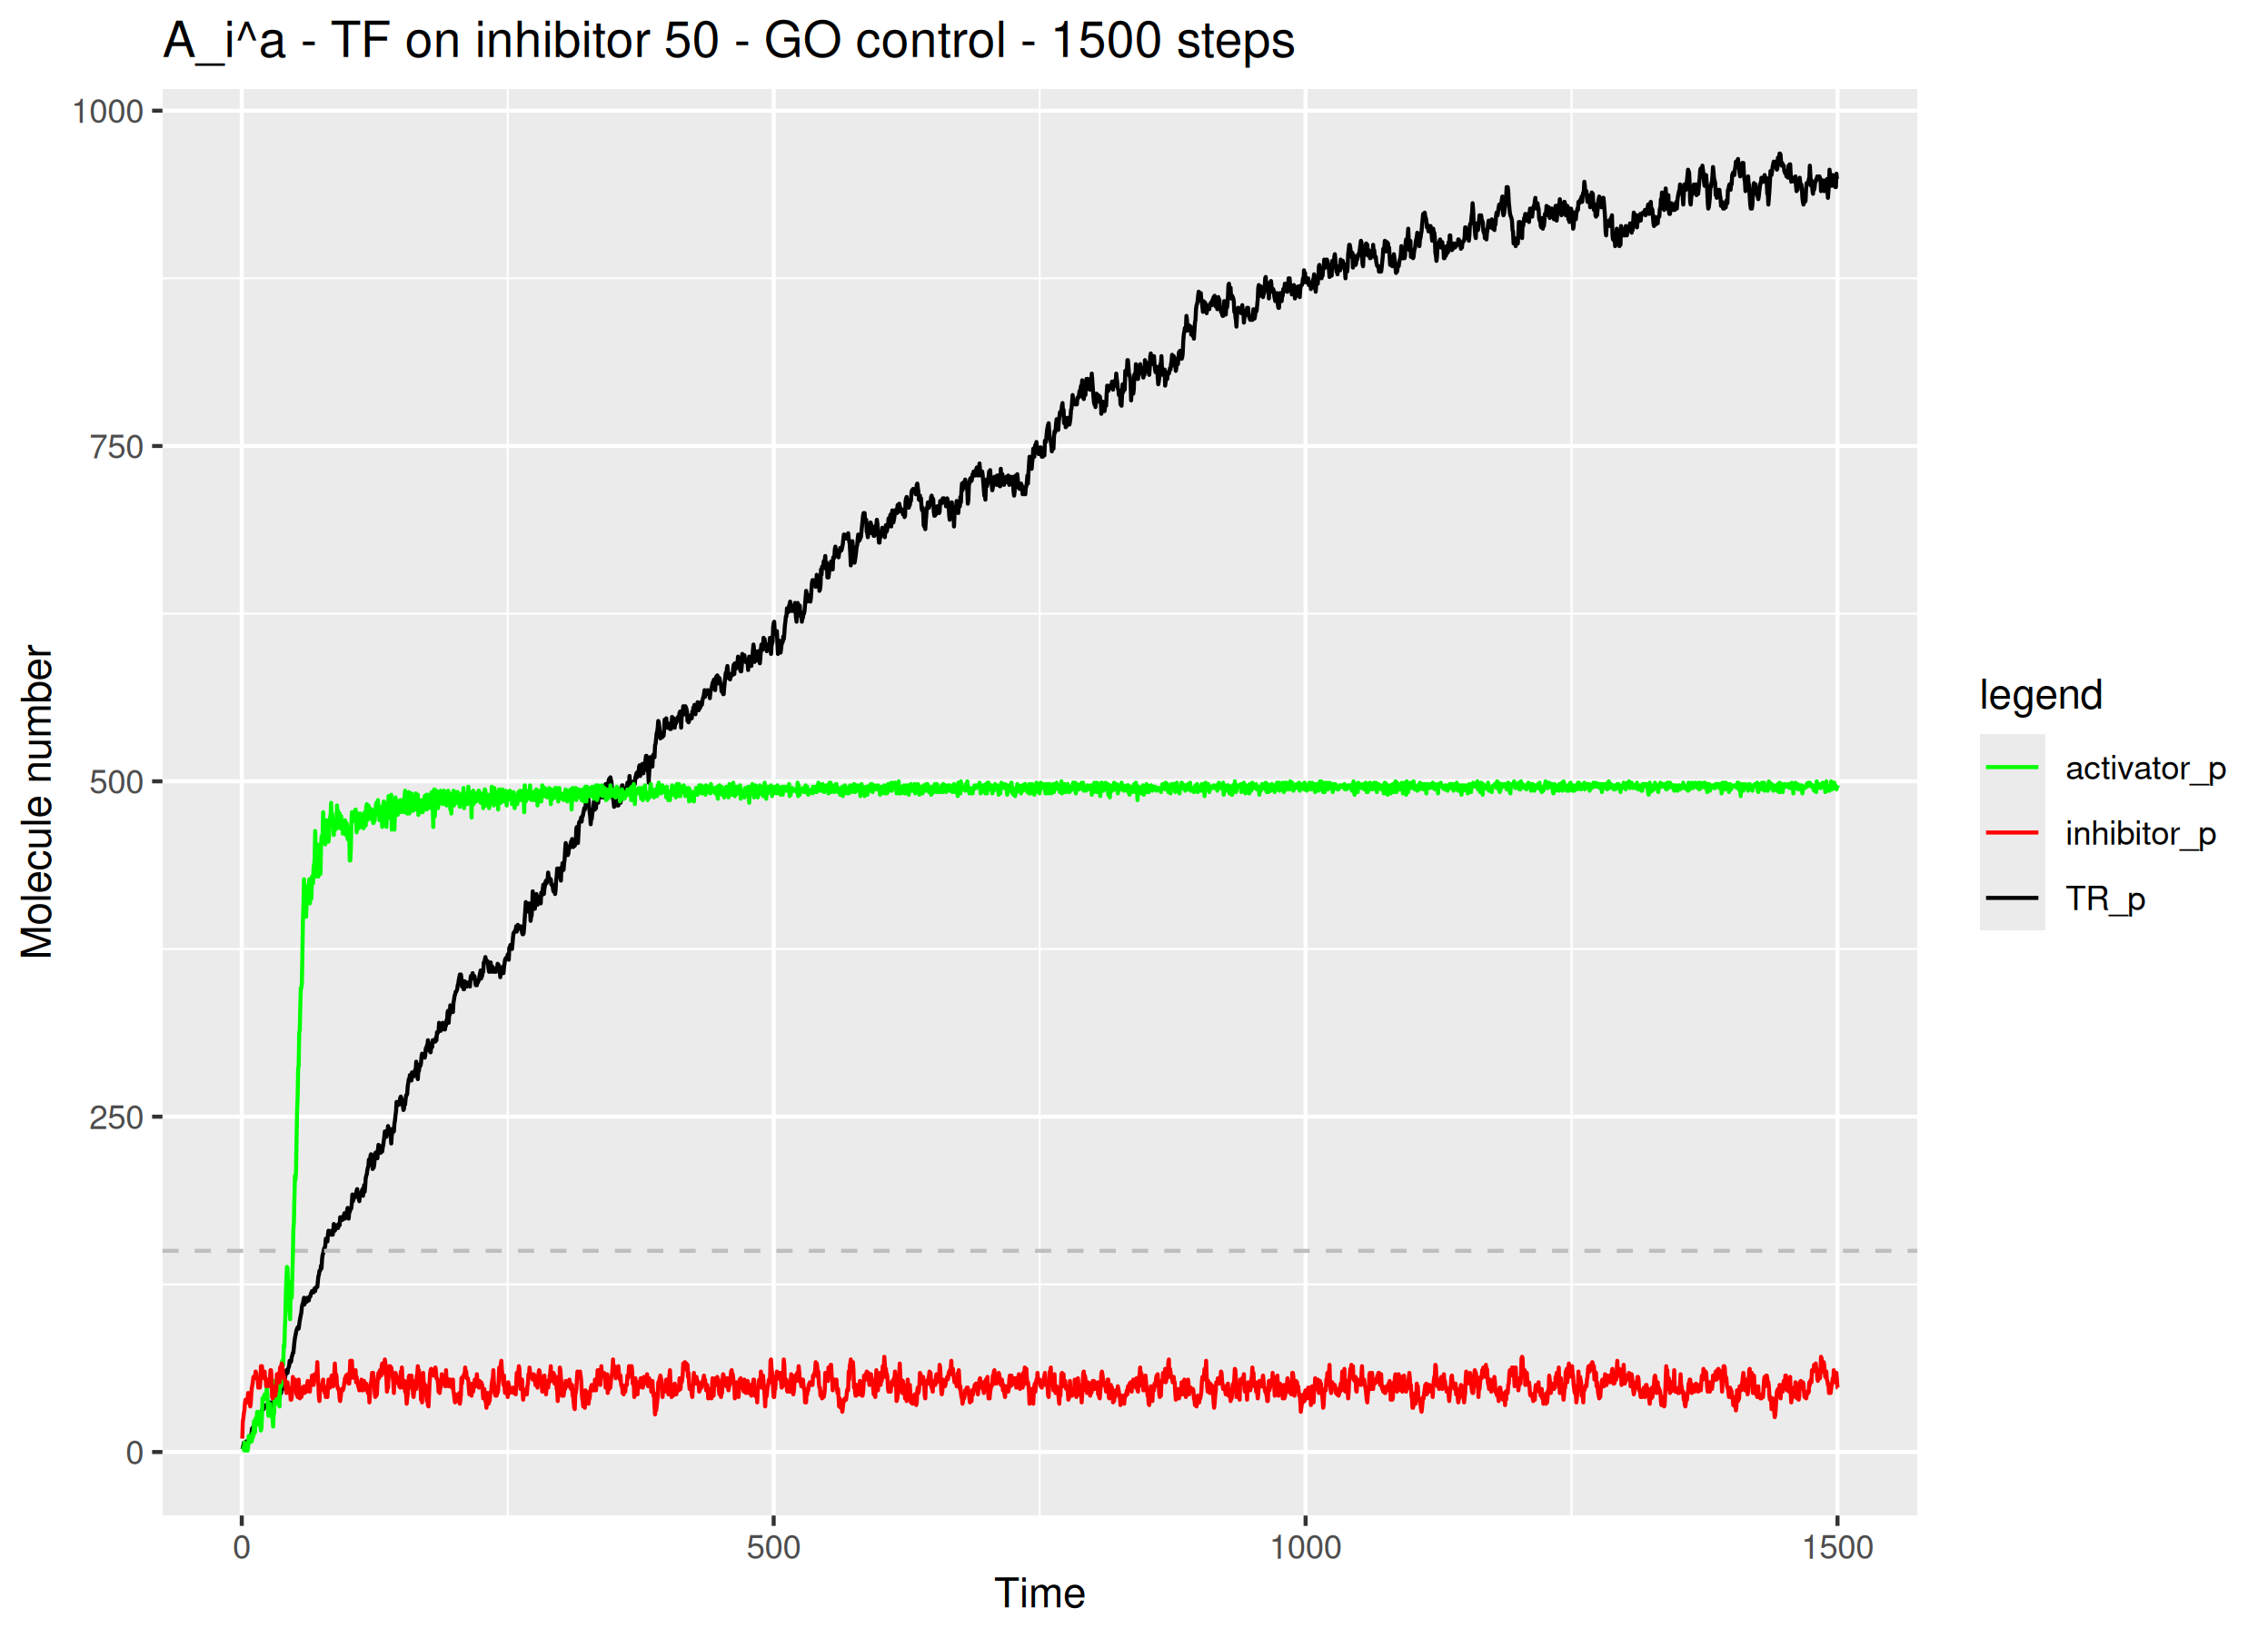 A_i^a - TF on inhibitor 50 - GO control - 1500 steps
1000
750
500
250
0
Molecule number
0
500
1000
1500
Time
legend
activator_p
inhibitor_p
TR_p